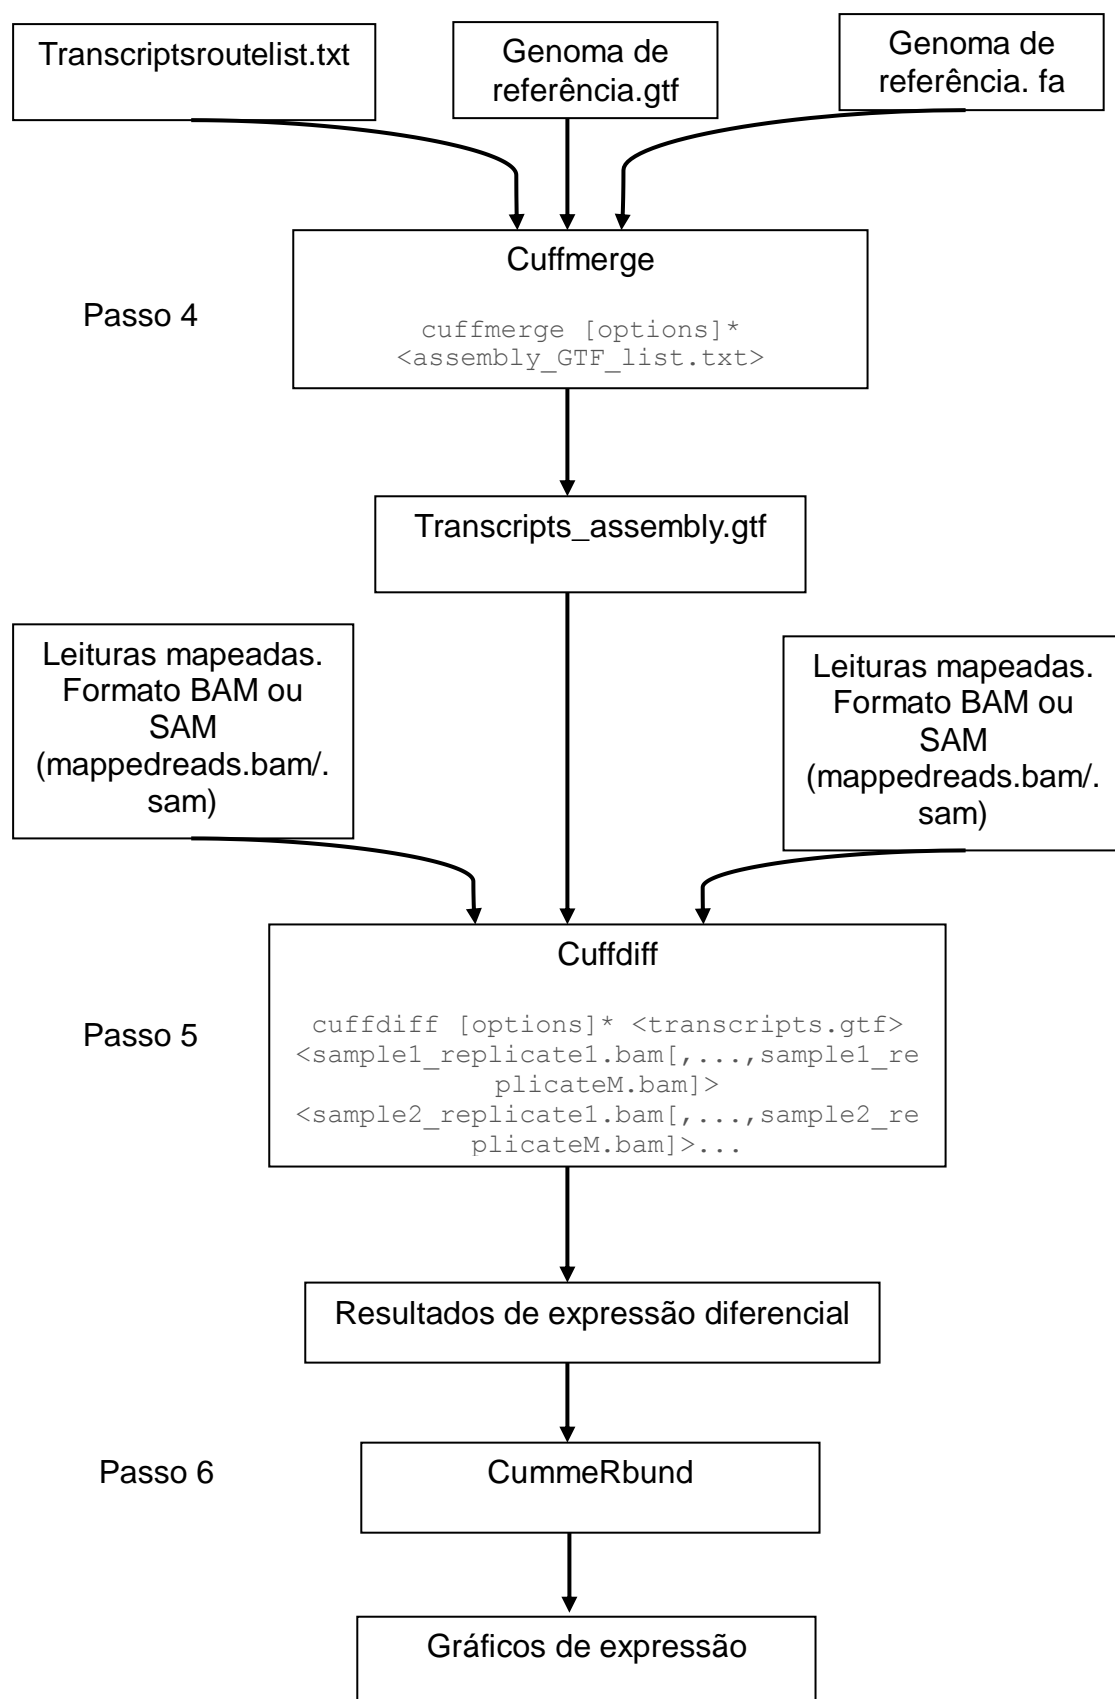 Transcriptsroutelist.txt
Genoma de
referência.gtf
Genoma de
referência. fa
Cuffmerge
Passo 4
cuffmerge [options]*
<assembly_GTF_list.txt>
Transcripts_assembly.gtf
Leituras mapeadas.
Formato BAM ou
SAM
(mappedreads.bam/.
sam)
Leituras mapeadas.
Formato BAM ou
SAM
(mappedreads.bam/.
sam)
Cuffdiff
Passo 5
cuffdiff [options]* <transcripts.gtf>
<sample1_replicate1.bam[,...,sample1_re
plicateM.bam]>
<sample2_replicate1.bam[,...,sample2_re
plicateM.bam]>...
Resultados de expressão diferencial
Passo 6
CummeRbund
Gráficos de expressão